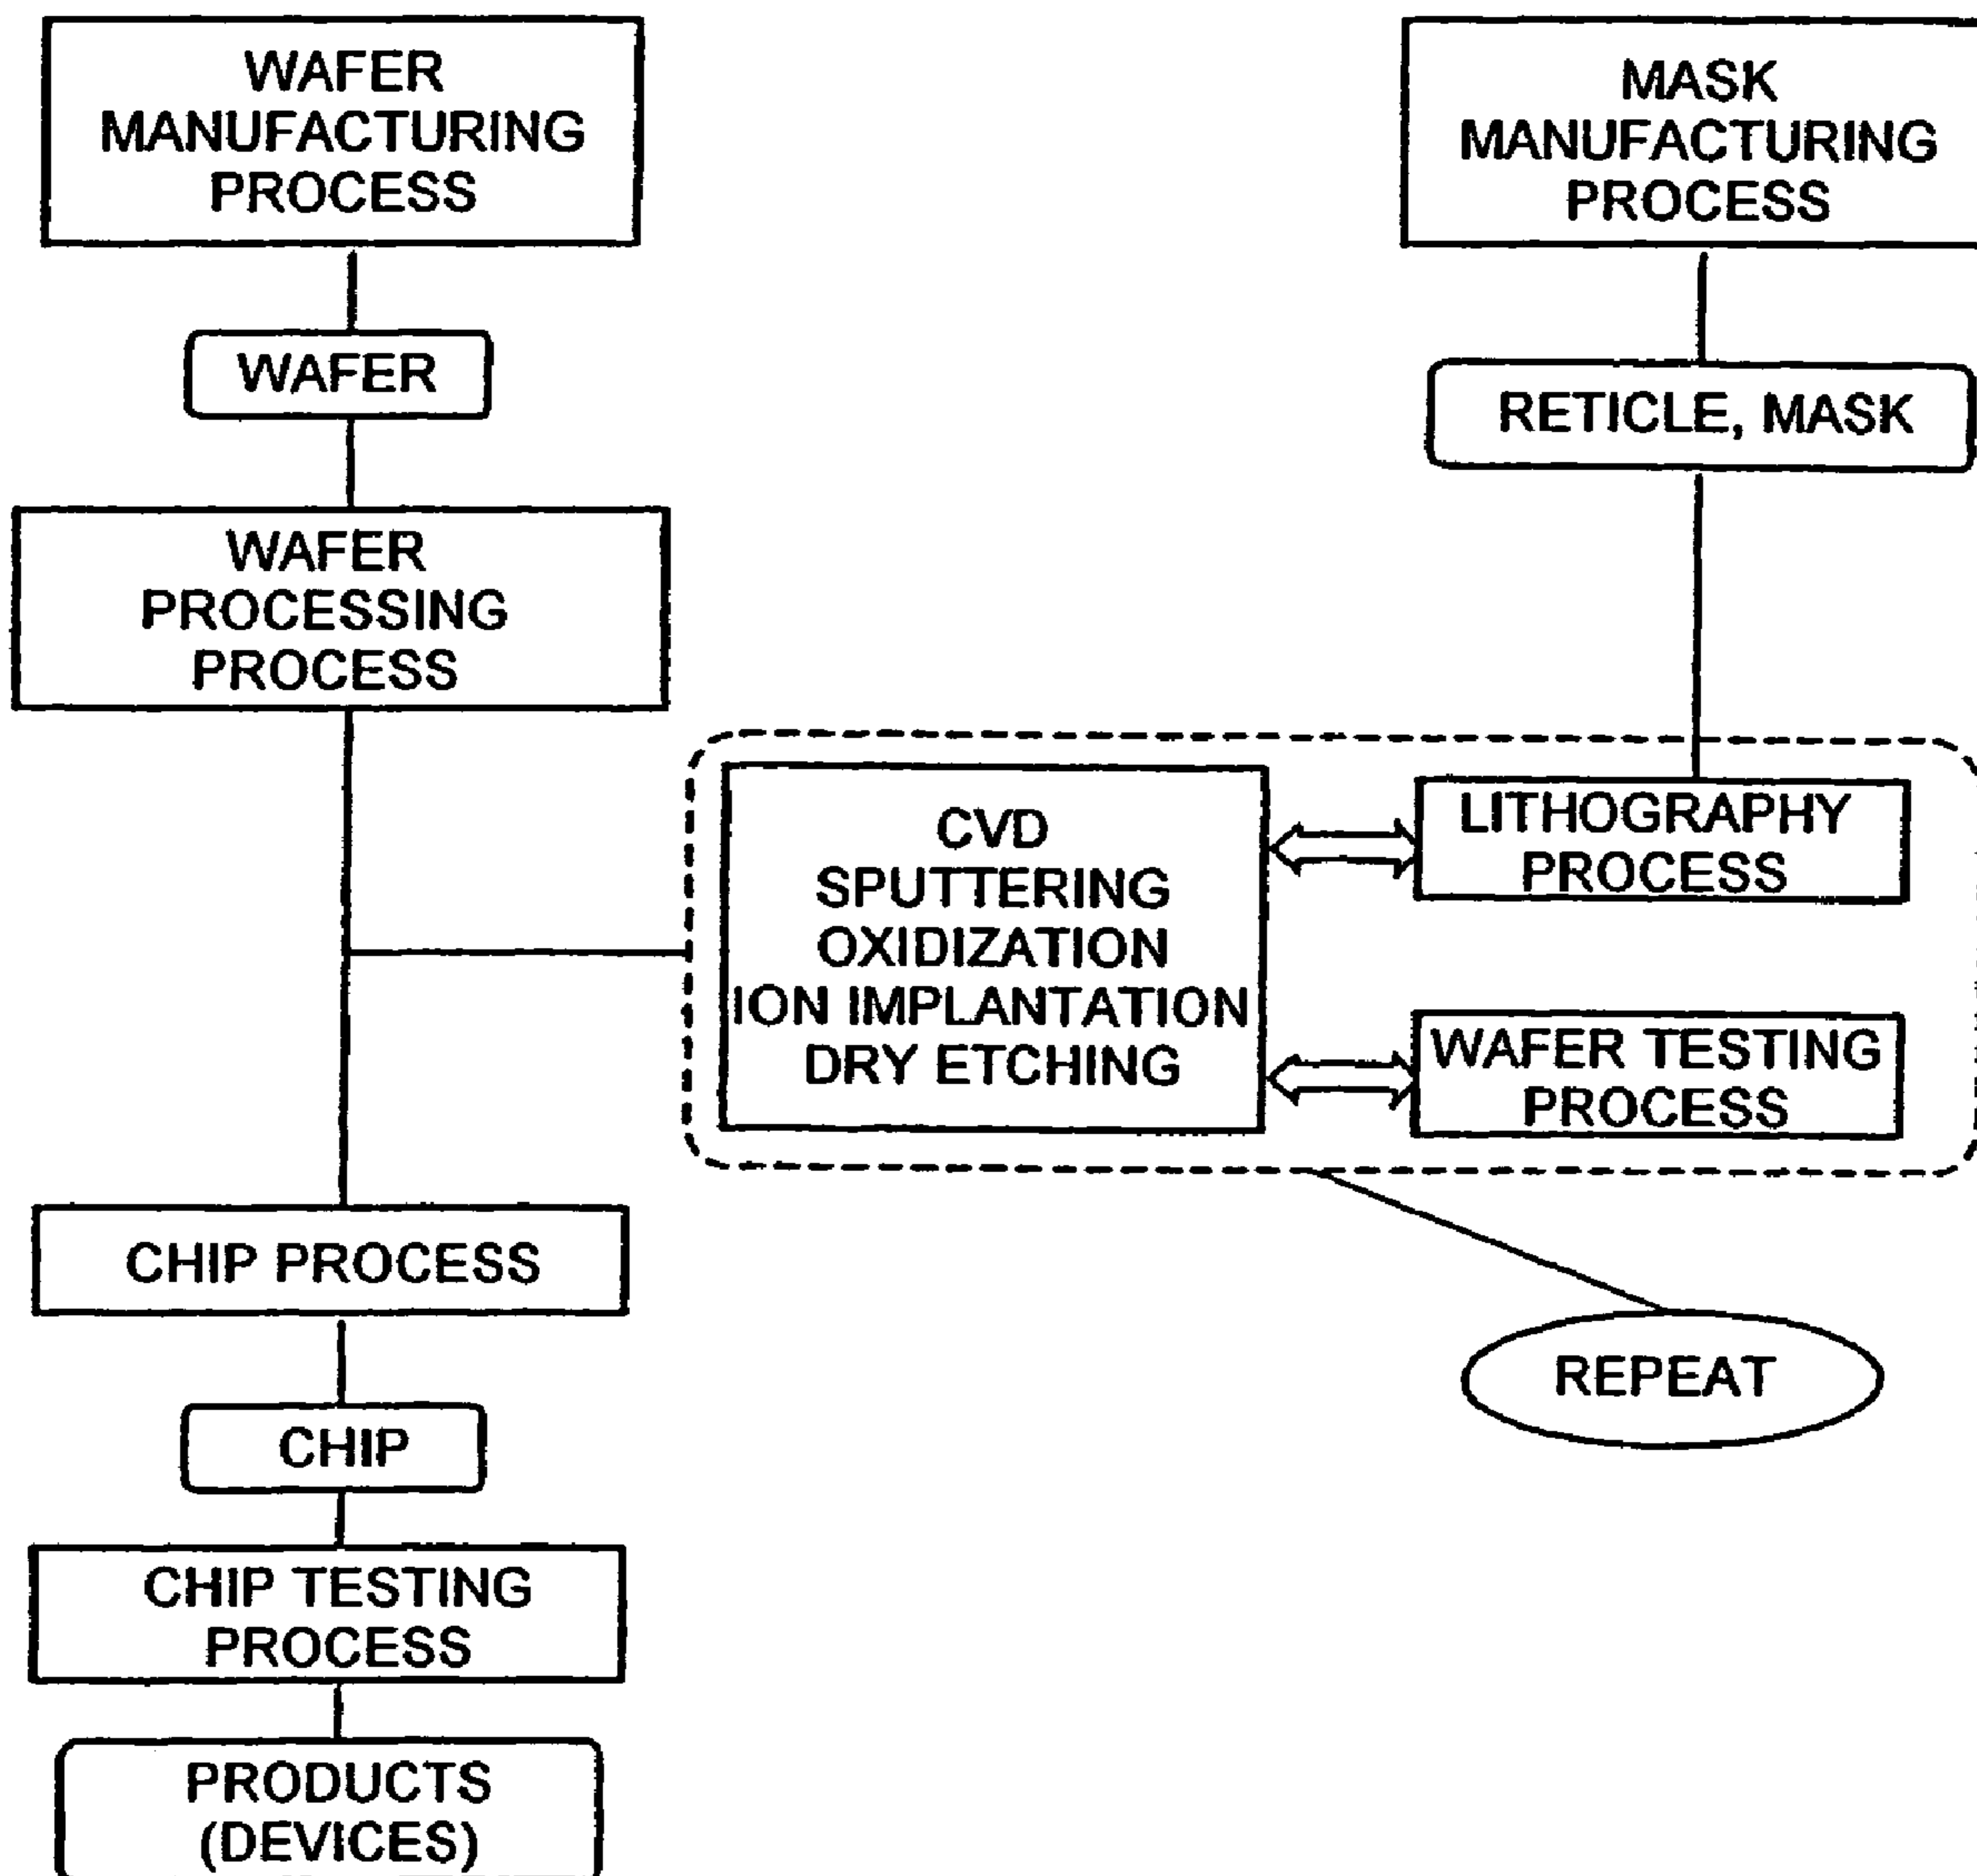 WAFER
MANUFACTURING
PROCESS
WAFER
WAFER
PROCESSING
PROCESS
MASK
MANUFACTURING
PROCESS
RETICLE, MASK
CVD
SPUTTERING
OXIDIZATION
ION IMPLANTATION
DRY ETCHING
LITHOGRAPHY
PROCESS
WAFER TESTING
PROCESS
REPEAT
CHIP PROCESS
CHIP
CHIP TESTING
PROCESS
PRODUCTS
(DEVICES)